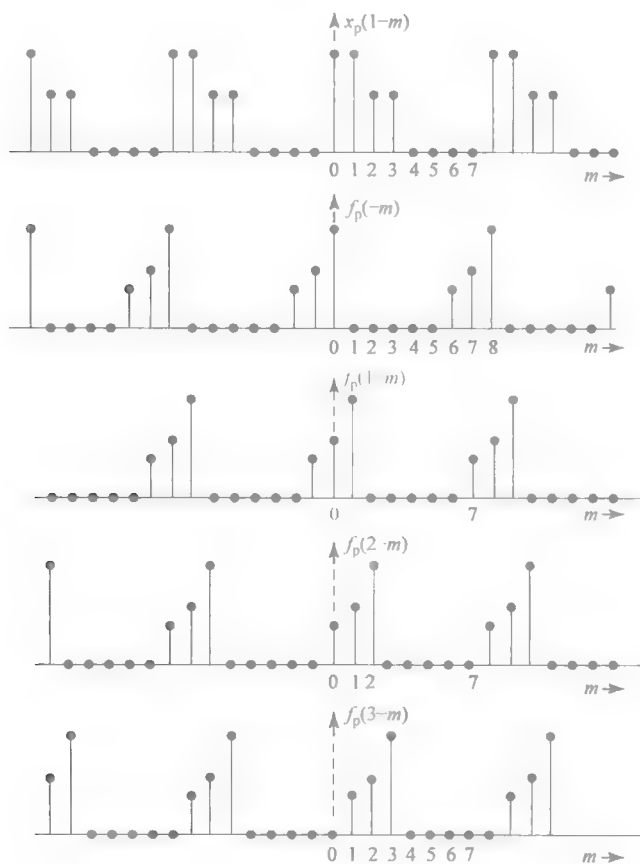 x_p(1-m)
0 1 2 3 4 5 6 7 m →
f_p(-m)
0 1 2 3 4 5 6 7 8 m →
f_p(1-m)
0 7 m →
f_p(2-m)
0 1 2 7 m →
f_p(3-m)
0 1 2 3 4 5 6 7 m →